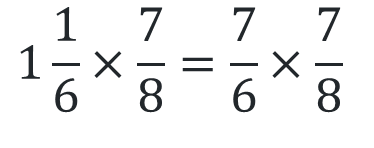 1 1/6 × 7/8 = 7/6 × 7/8